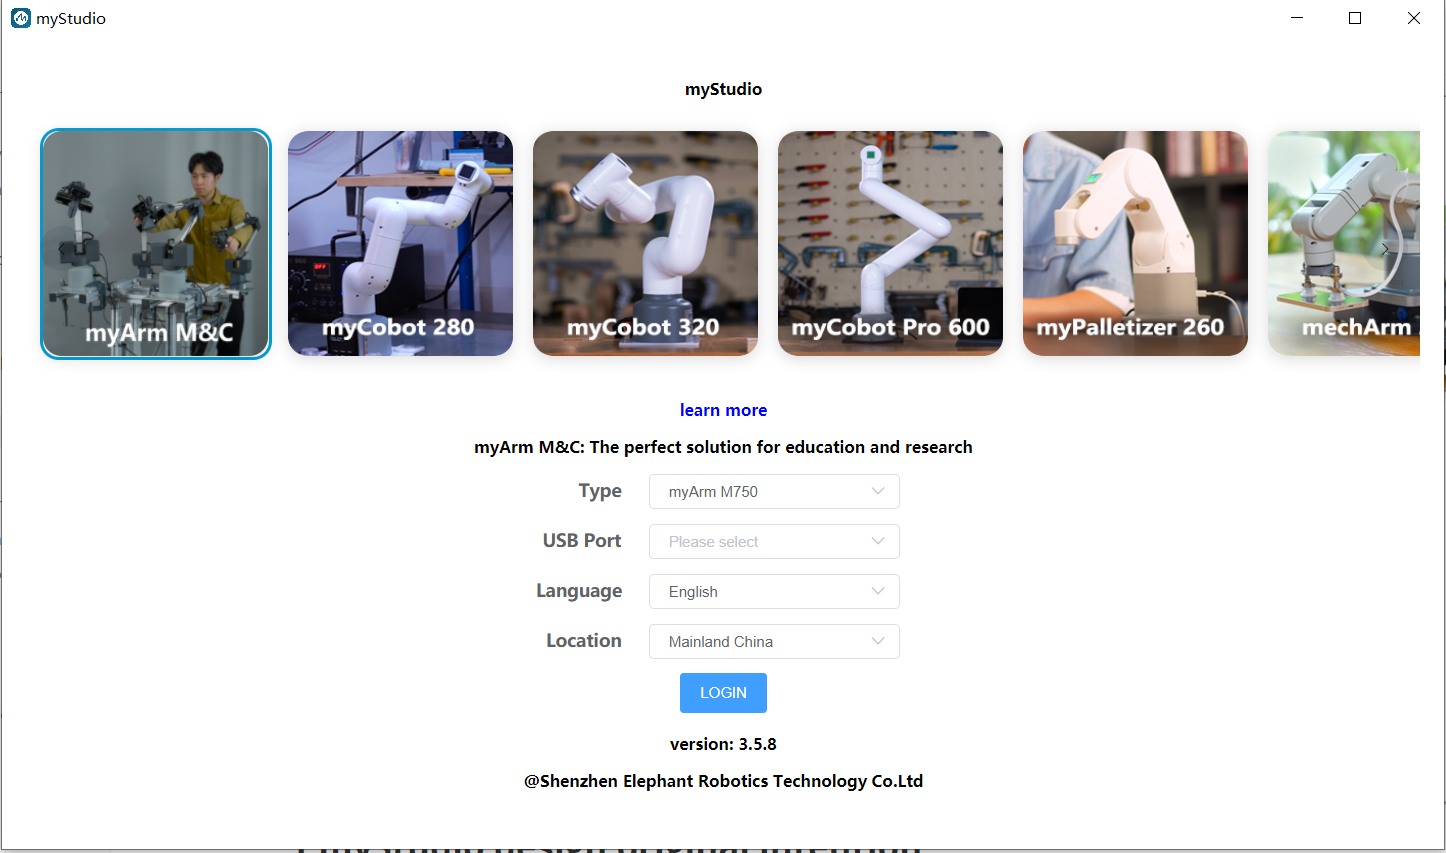 myStudio
myStudio
myArm M&C
myCobot 280
myCobot 320
myCobot Pro 600
myPalletizer 260
mechArm
learn more
myArm M&C: The perfect solution for education and research
Type
myArm M750
USB Port
Please select
Language
English
Location
Mainland China
LOGIN
version: 3.5.8
@Shenzhen Elephant Robotics Technology Co.Ltd